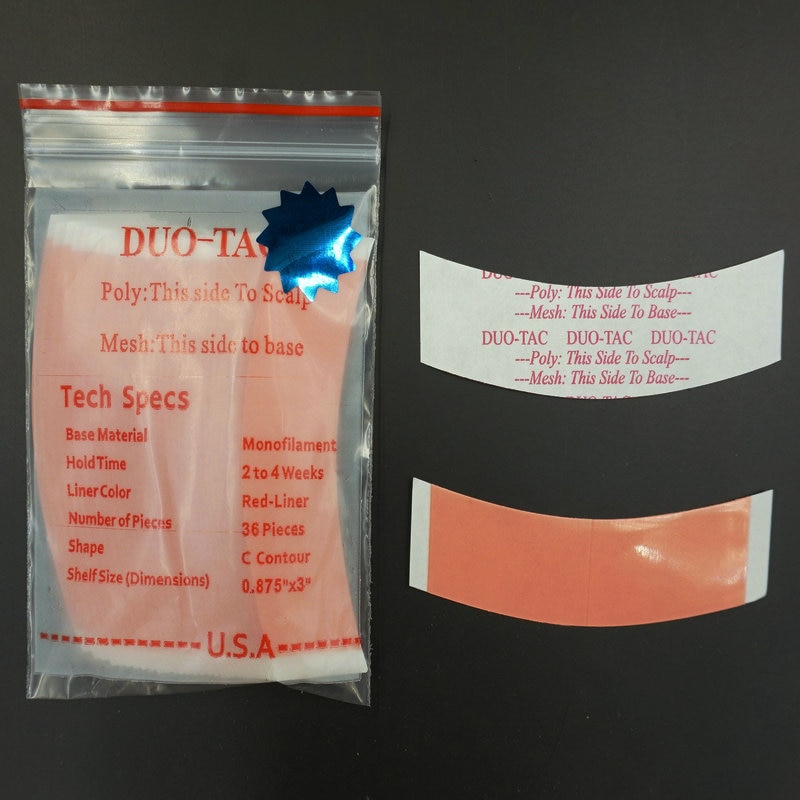 DUO-TAC
Poly:This side To Scalp
Mesh:This side to base
Tech Specs
Base Material Monofilament
Hold Time 2 to 4 Weeks
Liner Color Red-Liner
Number of Pieces 36 Pieces
Shape C Contour
Shelf Size (Dimensions) 0.875"x3"
U.S.A
---Poly: This Side To Scalp---
---Mesh: This Side To Base---
DUO-TAC DUO-TAC DUO-TAC
---Poly: This Side To Scalp---
---Mesh: This Side To Base---